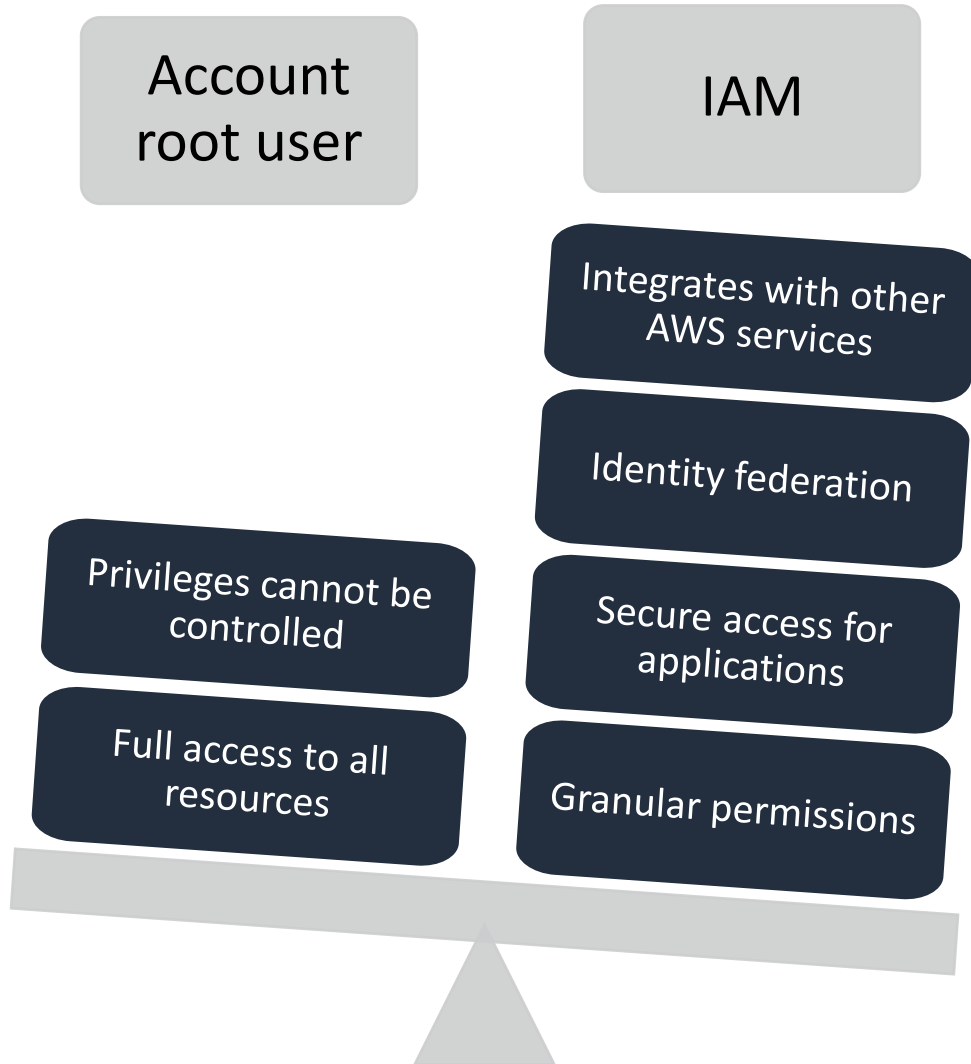 Account
root user
IAM
Privileges cannot be
controlled
Full access to all
resources
Integrates with other
AWS services
Identity federation
Secure access for
applications
Granular permissions